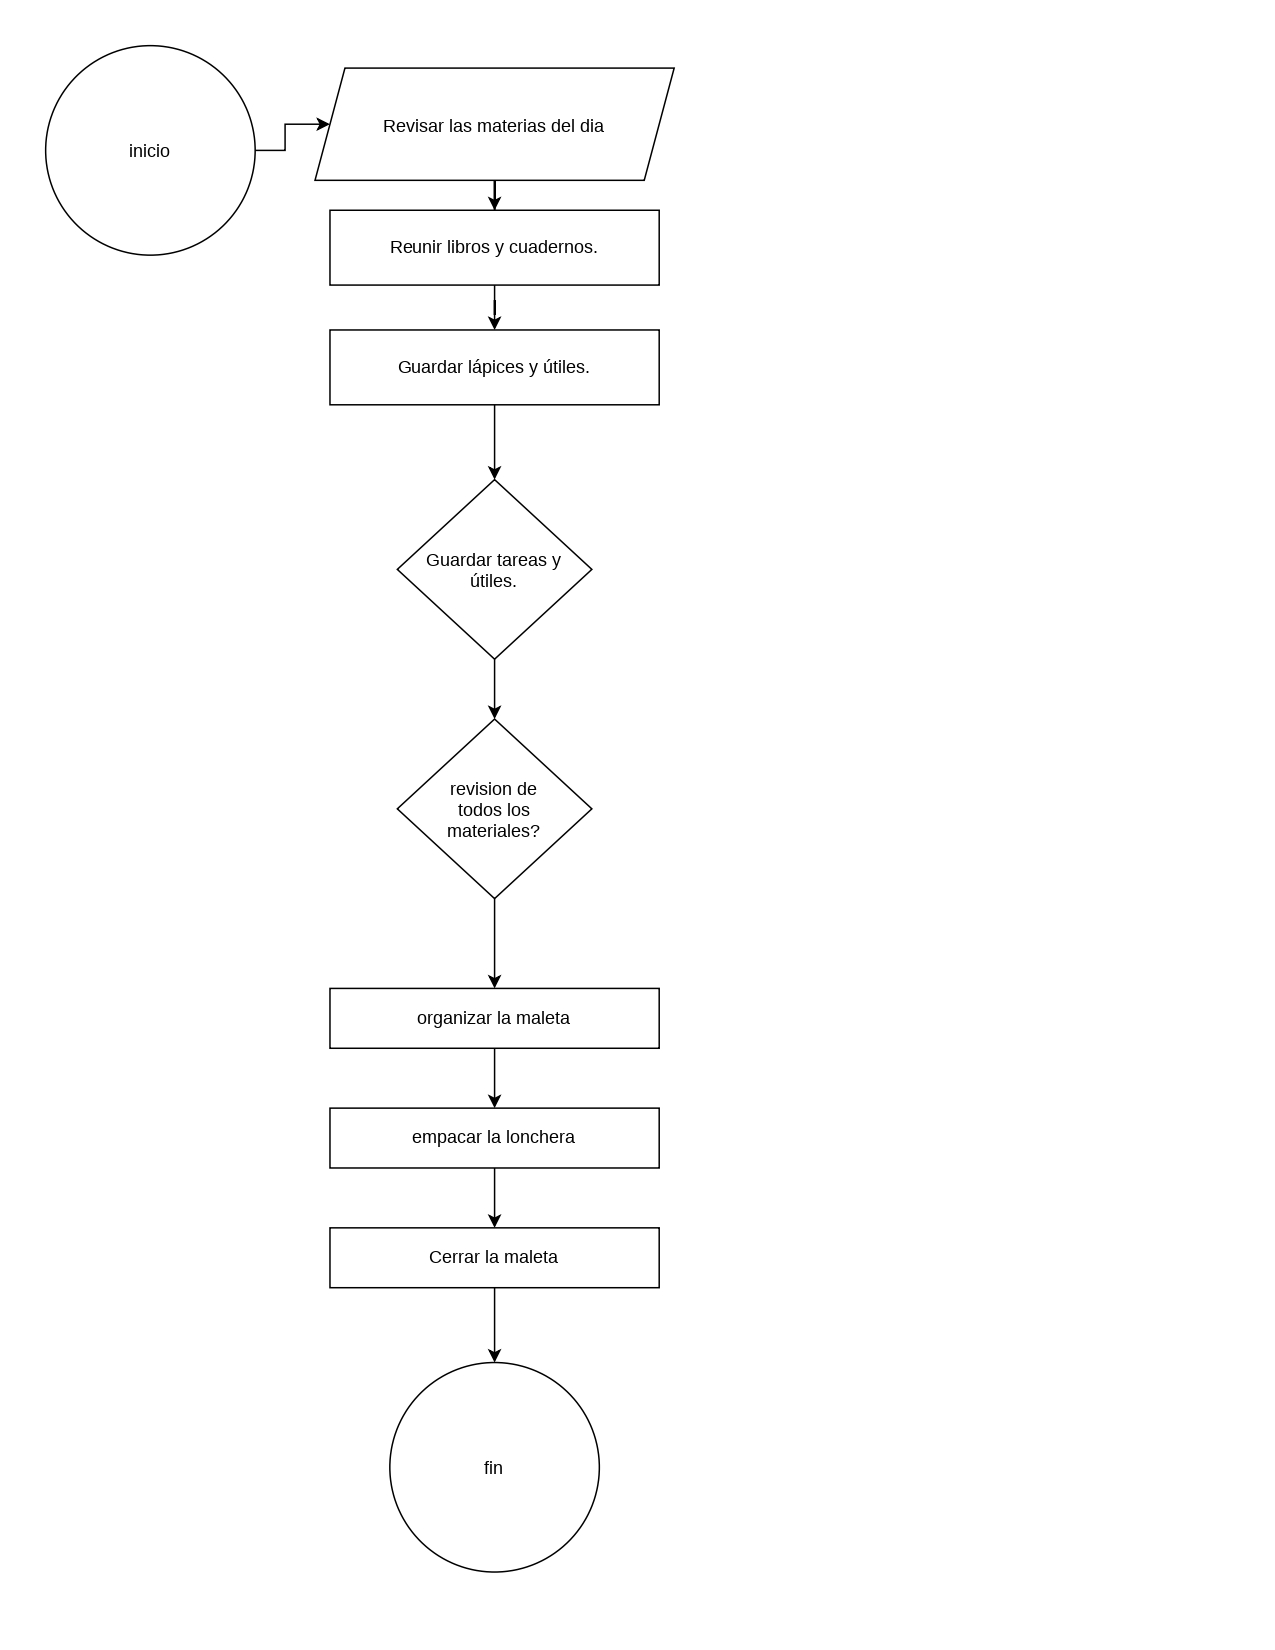 inicio
Revisar las materias del dia
Reunir libros y cuadernos.
Guardar lápices y útiles.
Guardar tareas y
útiles.
revision de
todos los
materiales?
organizar la maleta
empacar la lonchera
Cerrar la maleta
fin